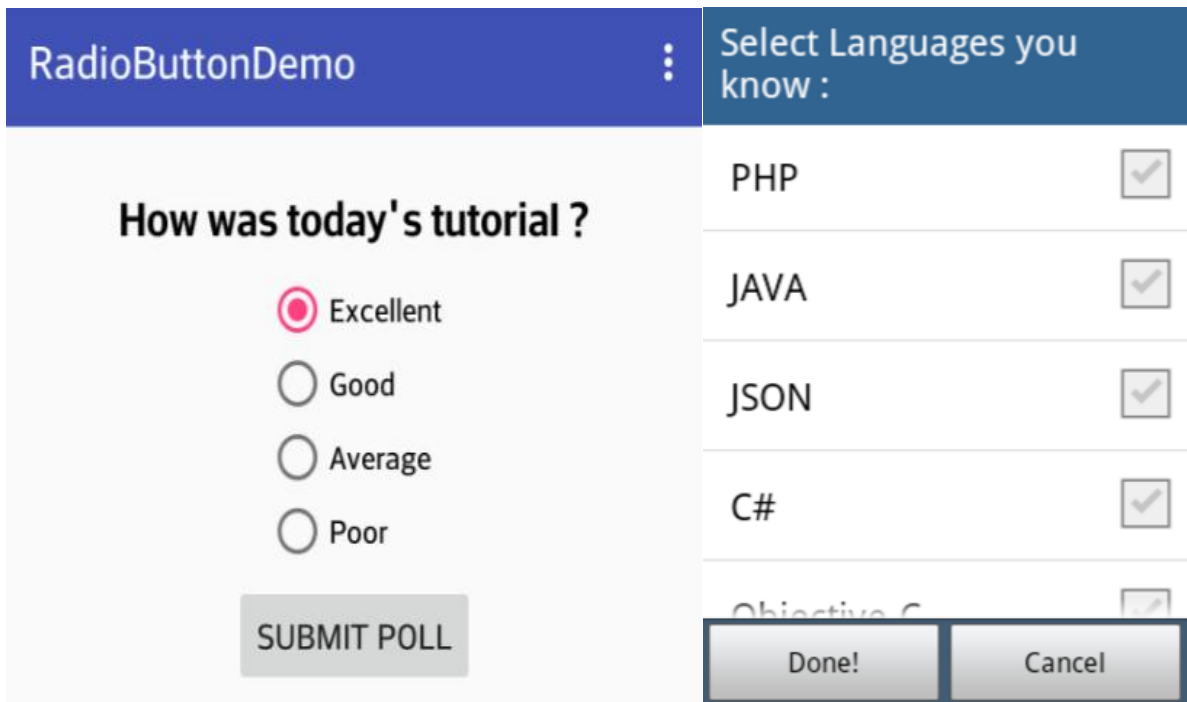 RadioButtonDemo
How was today's tutorial ?
Excellent
Good
Average
Poor
SUBMIT POLL
Select Languages you
know :
PHP
JAVA
JSON
C#
Objective C
Done!
Cancel